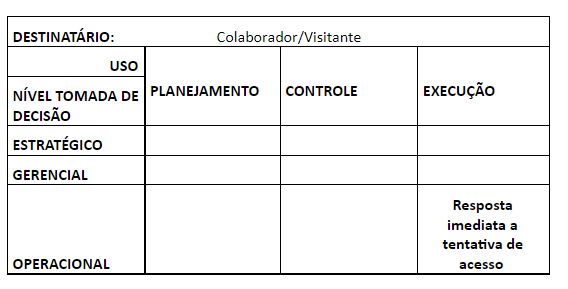 DESTINATÁRIO: Colaborador/Visitante
USO
NÍVEL TOMADA DE
DECISÃO
PLANEJAMENTO
CONTROLE
EXECUÇÃO
ESTRATÉGICO
GERENCIAL
OPERACIONAL
Resposta
imediata a
tentativa de
acesso